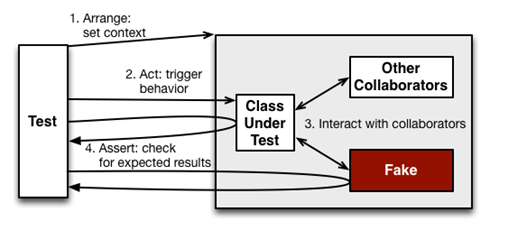 1. Arrange:
set context
2. Act: trigger
behavior
Test
Class
Under
Test
Other
Collaborators
3. Interact with collaborators
4. Assert: check
for expected results
Fake